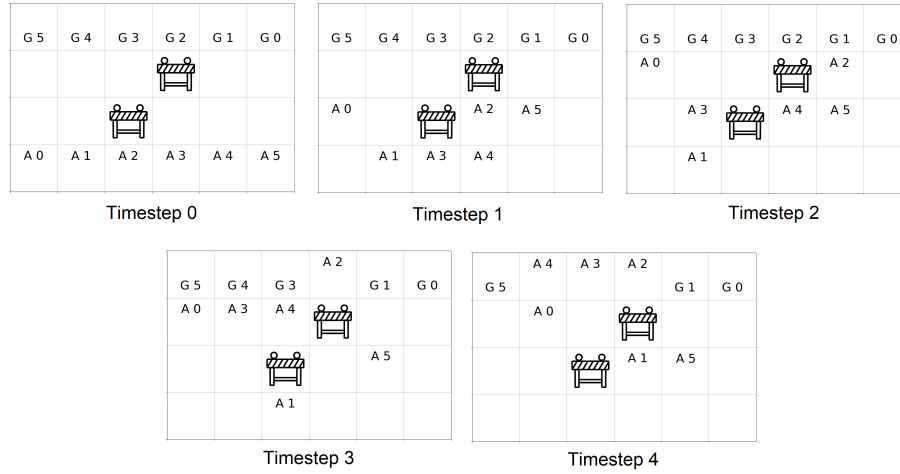 G 5 G 4 G 3 G 2 G 1 G 0
A 0 A 1 A 2 A 3 A 4 A 5
Timestep 0
G 5 G 4 G 3 G 2 G 1 G 0
A 0 A 2 A 5
A 1 A 3 A 4
Timestep 1
G 5 G 4 G 3 G 2 G 1 G 0
A 0 A 2
A 3 A 4 A 5
A 1
Timestep 2
A 2
G 5 G 4 G 3 G 1 G 0
A 0 A 3 A 4
A 5
A 1
Timestep 3
A 4 A 3 A 2
G 5 G 1 G 0
A 0
A 1 A 5
Timestep 4